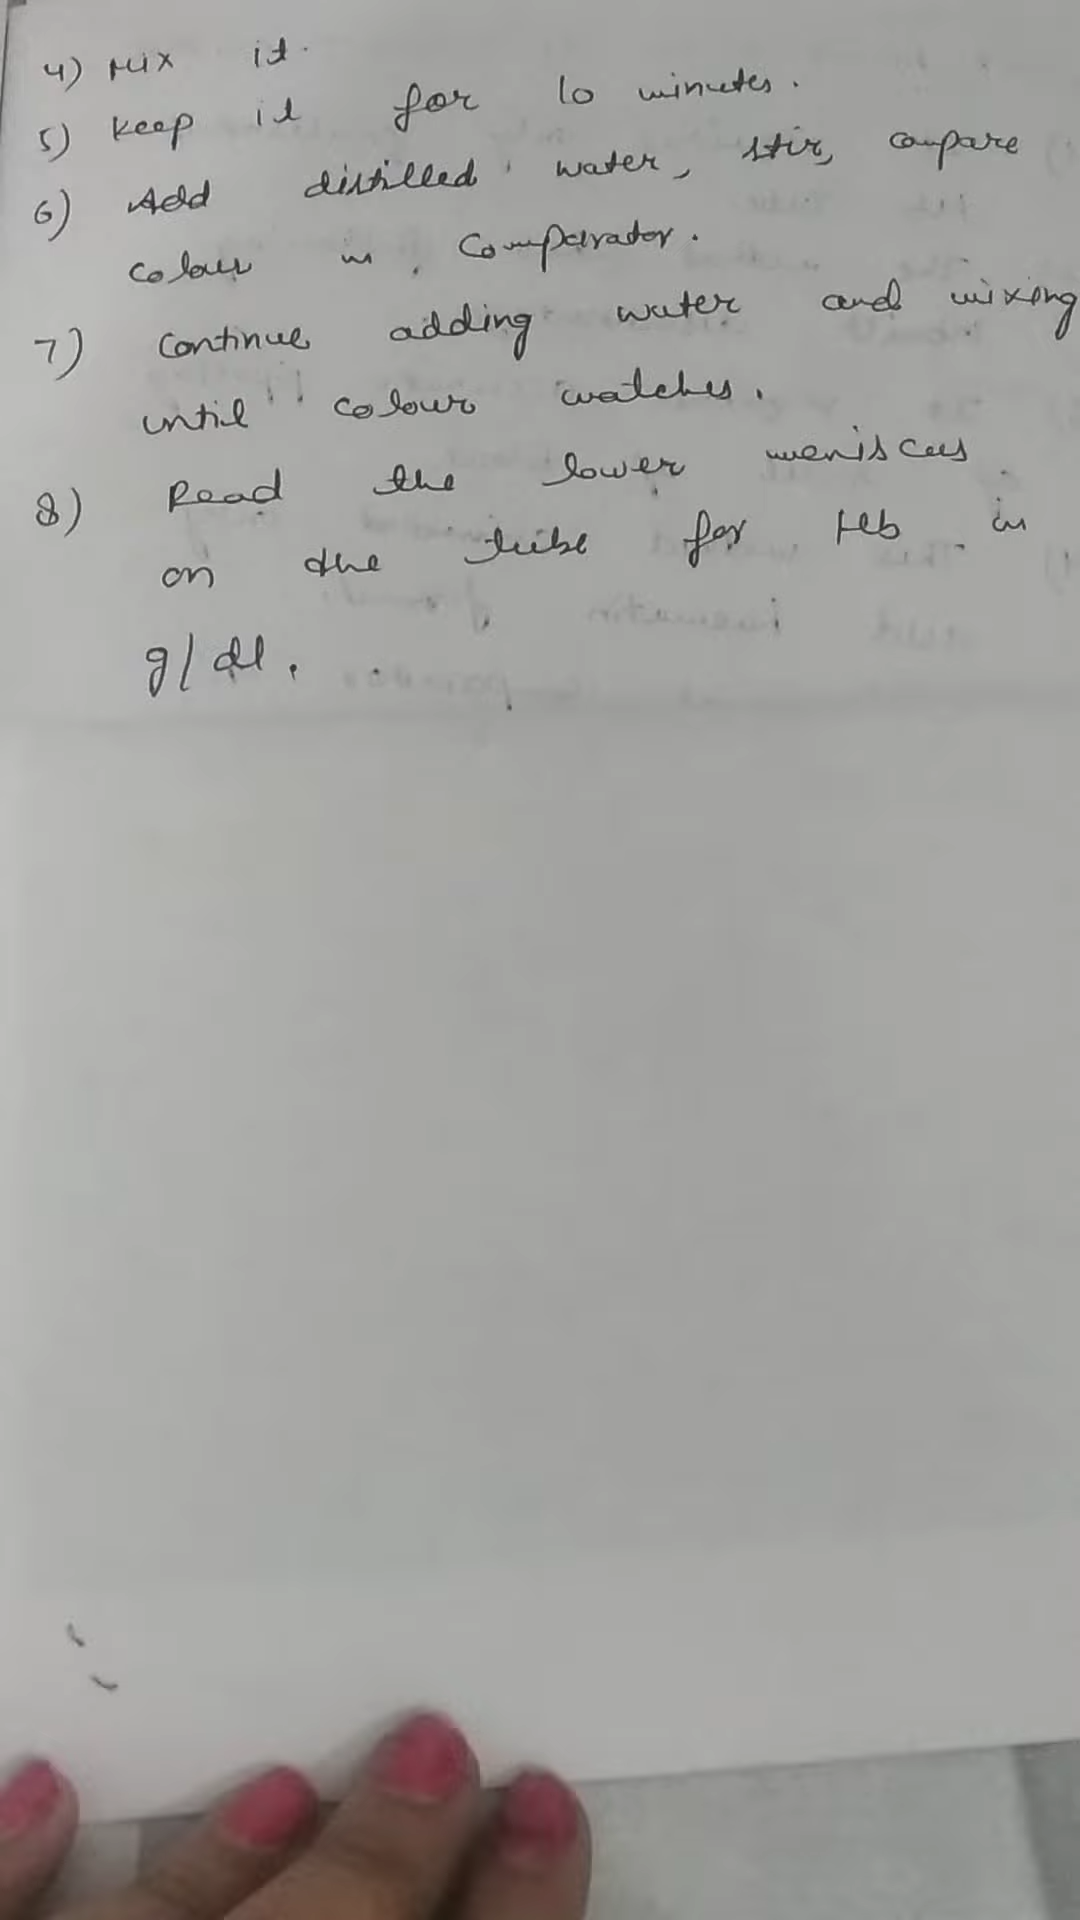 4) Mix it.
5) Keep it for 10 minutes.
6) Add distilled water, stir, compare
colour in comparator.
7) Continue adding water and mixing
until colour matches.
8) Read the lower meniscus
on the tube for Hb in
g/dl.